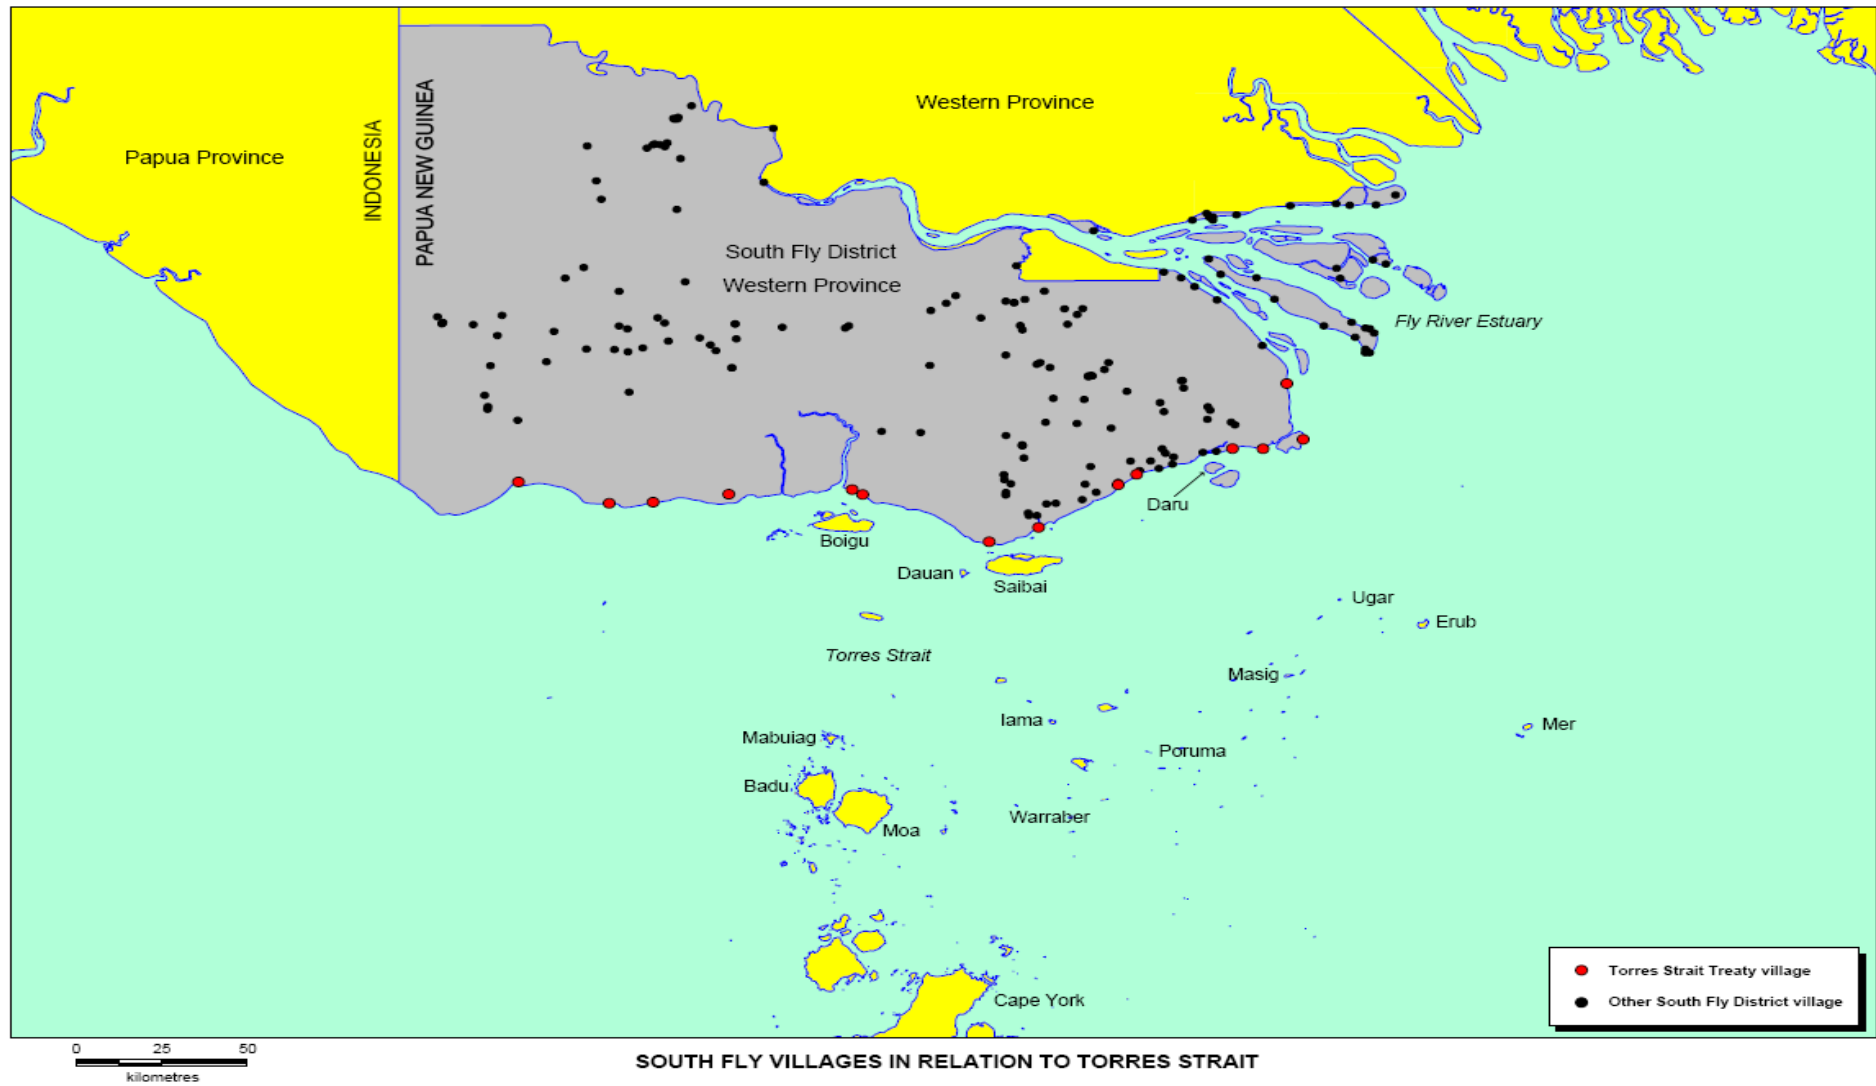 Western Province
Papua Province
INDONESIA
PAPUA NEW GUINEA
South Fly District
Western Province
Fly River Estuary
Daru
Boigu
Dauan
Saibai
Ugar
Erub
Torres Strait
Masig
Iama
Mer
Mabuiag
Poruma
Badu
Warraber
Moa
Cape York
Torres Strait Treaty village
Other South Fly District village
0 25 50
kilometres
SOUTH FLY VILLAGES IN RELATION TO TORRES STRAIT